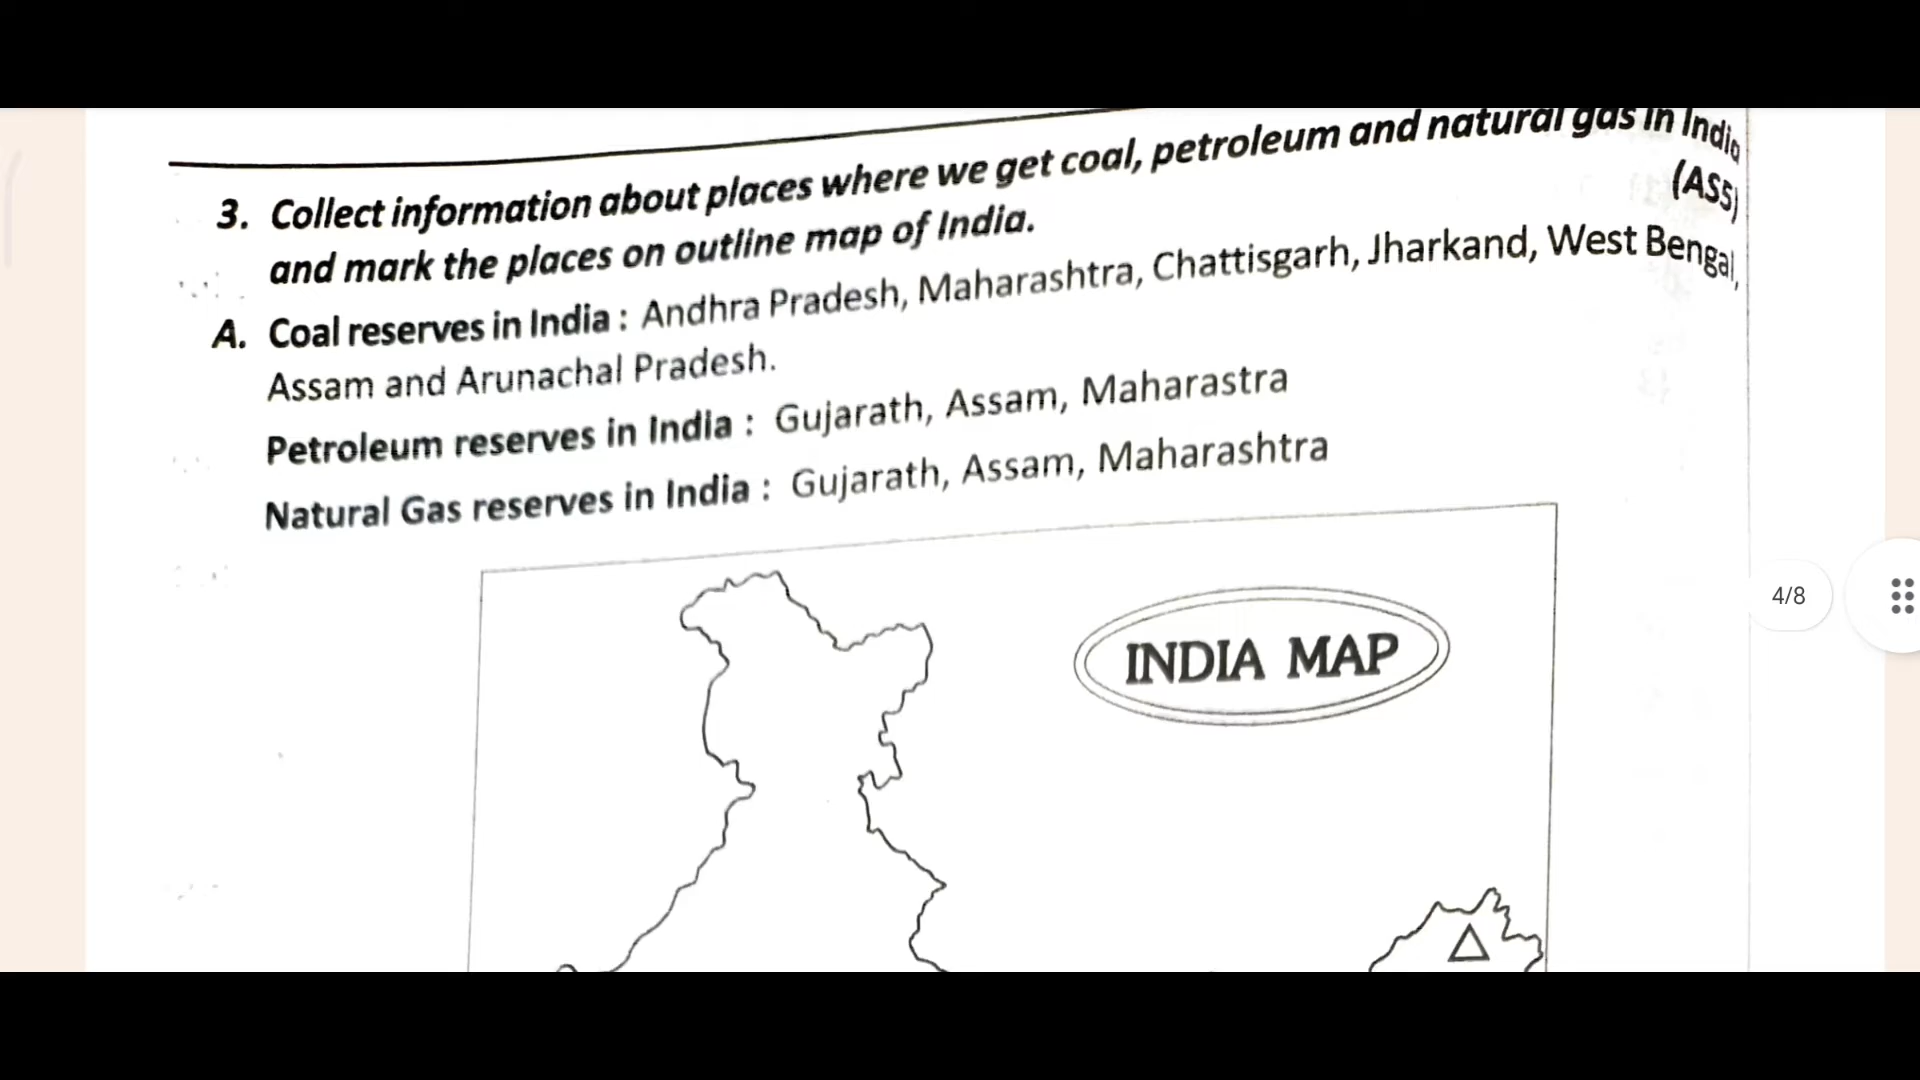 3. Collect information about places where we get coal, petroleum and natural gas in India
and mark the places on outline map of India.
(AS5)
A. Coal reserves in India : Andhra Pradesh, Maharashtra, Chattisgarh, Jharkand, West Bengal,
Assam and Arunachal Pradesh.
Petroleum reserves in India : Gujarath, Assam, Maharastra
Natural Gas reserves in India : Gujarath, Assam, Maharashtra
INDIA MAP
4/8